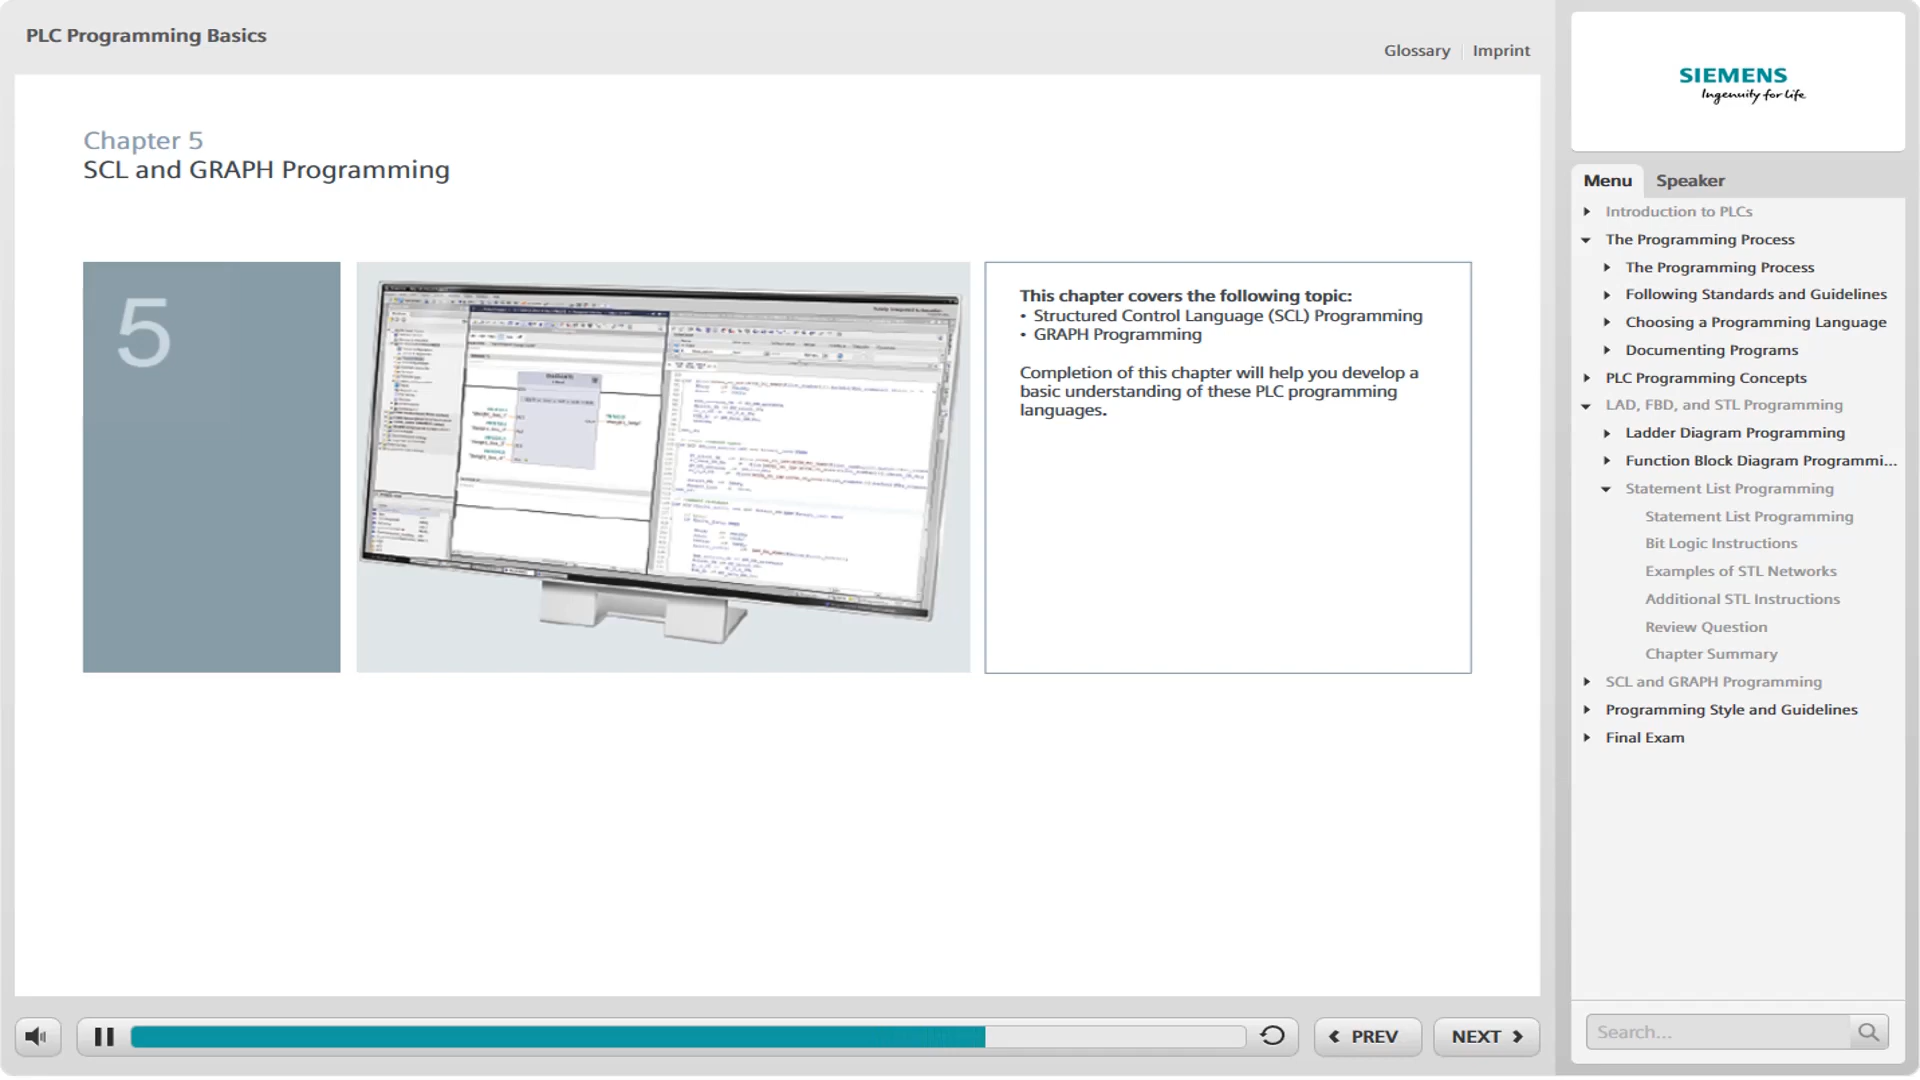 PLC Programming Basics
Glossary
Imprint
SIEMENS
Ingenuity for life
Chapter 5
SCL and GRAPH Programming
5
This chapter covers the following topic:
• Structured Control Language (SCL) Programming
• GRAPH Programming
Completion of this chapter will help you develop a
basic understanding of these PLC programming
languages.
Menu
Speaker
Introduction to PLCs
The Programming Process
The Programming Process
Following Standards and Guidelines
Choosing a Programming Language
Documenting Programs
PLC Programming Concepts
LAD, FBD, and STL Programming
Ladder Diagram Programming
Function Block Diagram Programmi...
Statement List Programming
Statement List Programming
Bit Logic Instructions
Examples of STL Networks
Additional STL Instructions
Review Question
Chapter Summary
SCL and GRAPH Programming
Programming Style and Guidelines
Final Exam
PREV
NEXT
Search...